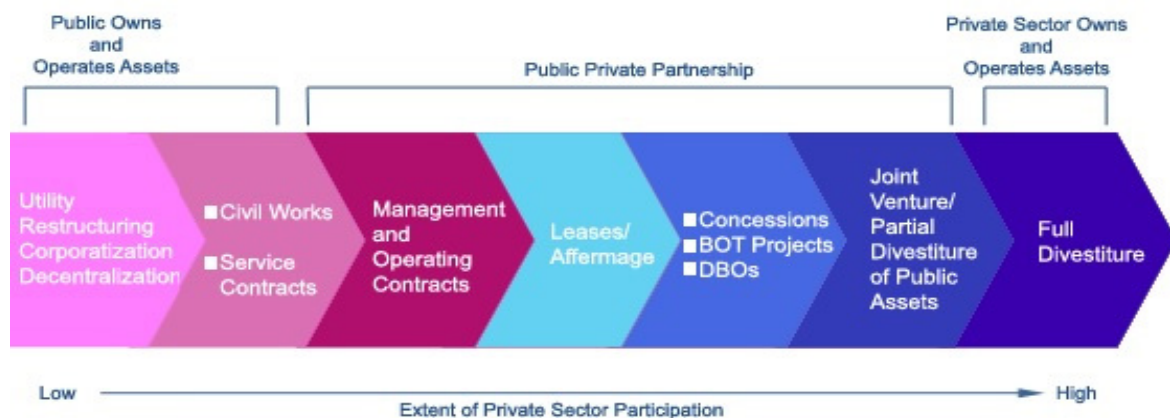 Public Owns
and
Operates Assets
Public Private Partnership
Private Sector Owns
and
Operates Assets
Utility
Restructuring
Corporatization
Decentralization
Civil Works
Service
Contracts
Management
and
Operating
Contracts
Leases/
Affermage
Concessions
BOT Projects
DBOs
Joint
Venture/
Partial
Divestiture
of Public
Assets
Full
Divestiture
Low
Extent of Private Sector Participation
High